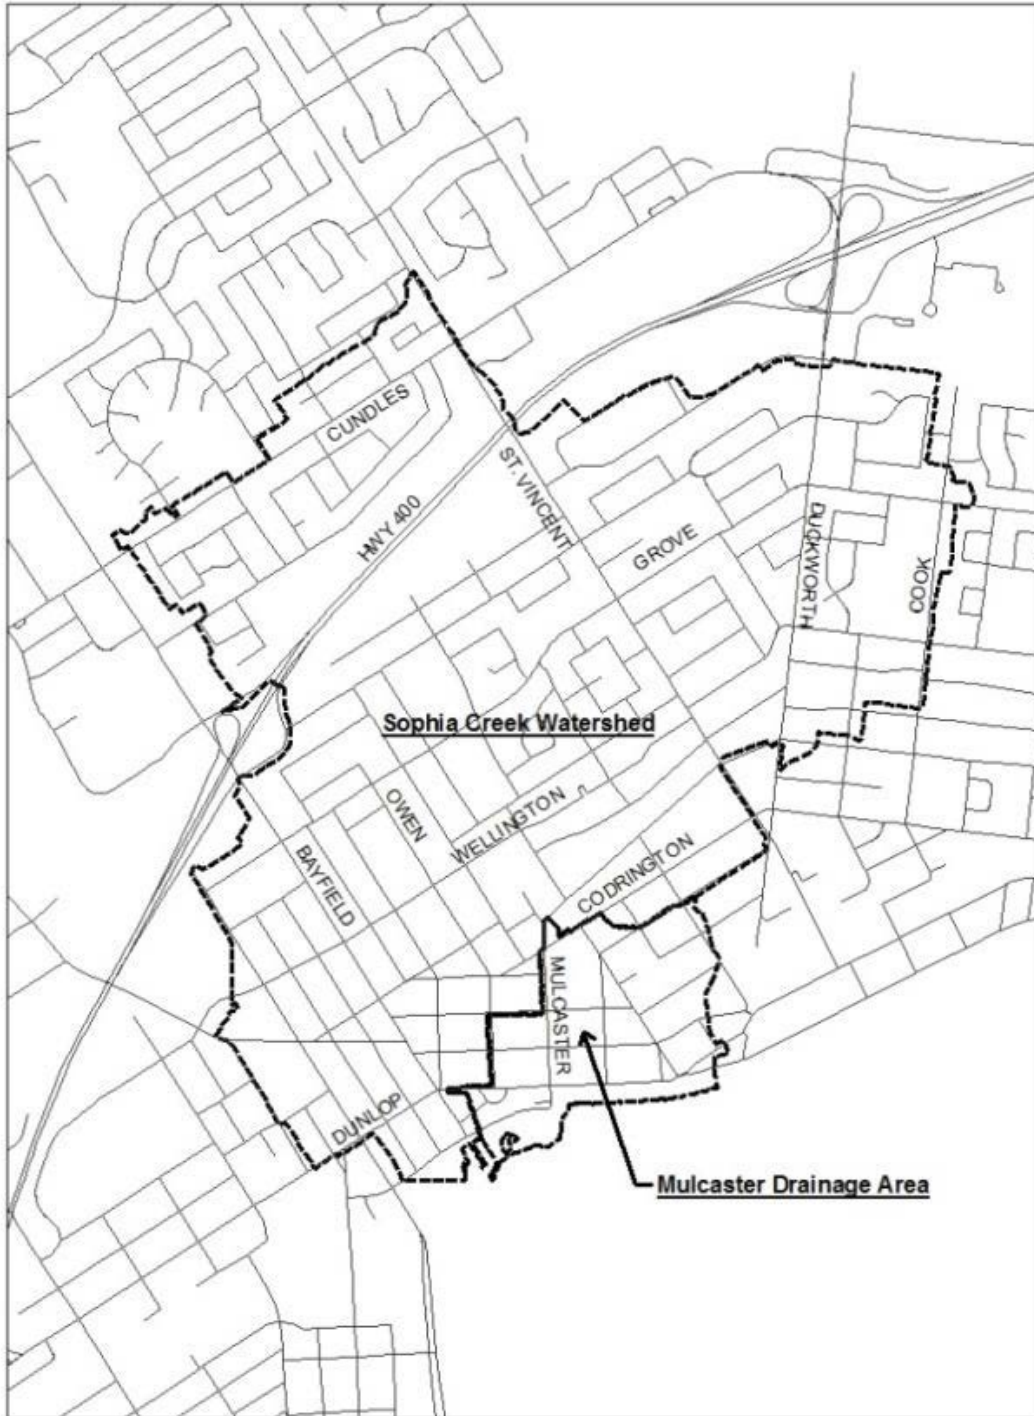 CUNDLES
HWY 400
ST. VINCENT
GROVE
DUCKWORTH
COOK
Sophia Creek Watershed
OWEN
WELLINGTON
BAYFIELD
CODRINGTON
MULCASTER
DUNLOP
Mulcaster Drainage Area